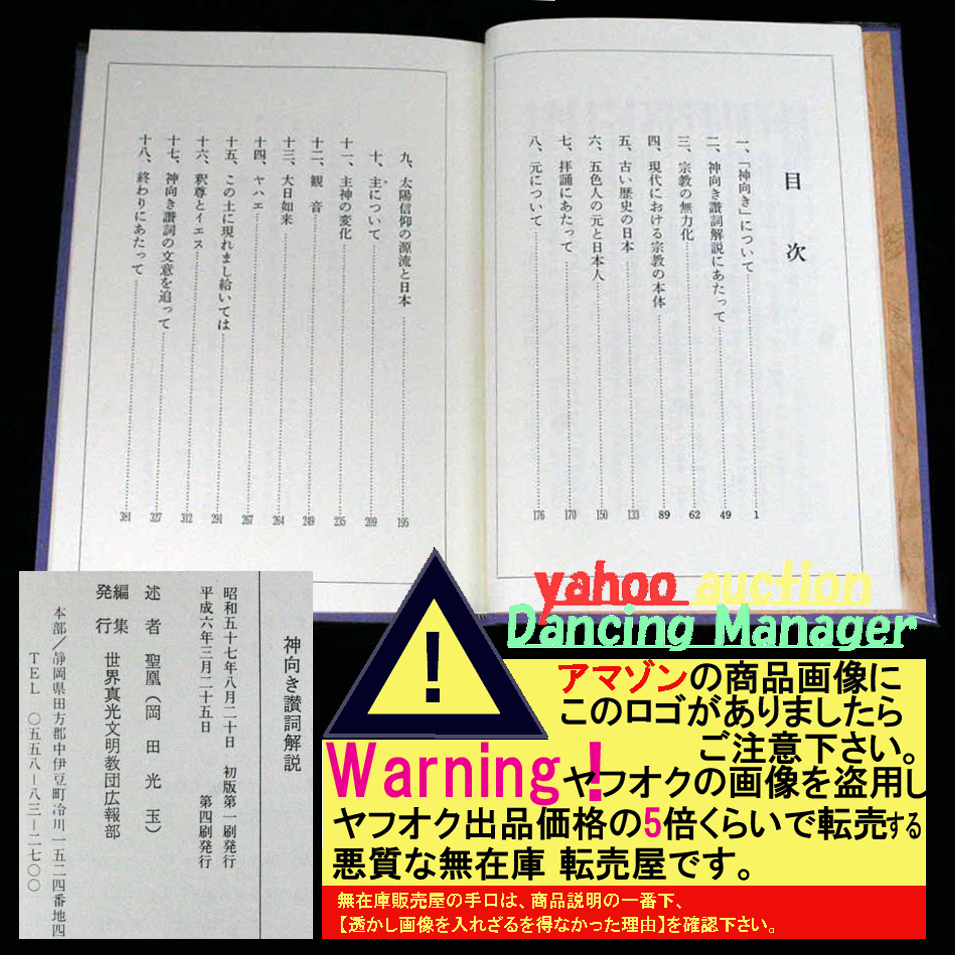 目次
一、「神向き」について 1
二、神向き讃詞解説にあたって 49
三、宗教の無力化 62
四、現代における宗教の本体 89
五、古い歴史の日本 133
六、五色人の元と日本人 150
七、拝誦にあたって 170
八、元について 176
九、太陽信仰の源流と日本 195
十、主について 209
十一、主神の変化 235
十二、観音 249
十三、大日如来 264
十四、ヤハエ 267
十五、この土に現れまし給いては 291
十六、釈尊とイエス 312
十七、神向き讃詞の文意を追って 327
十八、終わりにあたって 381
神向き讃詞解説
昭和五十七年八月二十日 初版第一刷発行
平成六年三月二十五日 第四刷発行
述者 聖凰(岡田光玉)
編集
発行 世界真光文明教団広報部
本部/静岡県田方郡中伊豆町冷川一五二四番地四
TEL 〇五五八-八三-二七〇〇
yahoo auction
Dancing Manager
アマゾンの商品画像に
このロゴがありましたら
ご注意下さい。
Warning!
ヤフオクの画像を盗用し
ヤフオク出品価格の5倍くらいで転売する
悪質な無在庫 転売屋です。
無在庫販売屋の手口は、商品説明の一番下、
【透かし画像を入れざるを得なかった理由】を確認下さい。